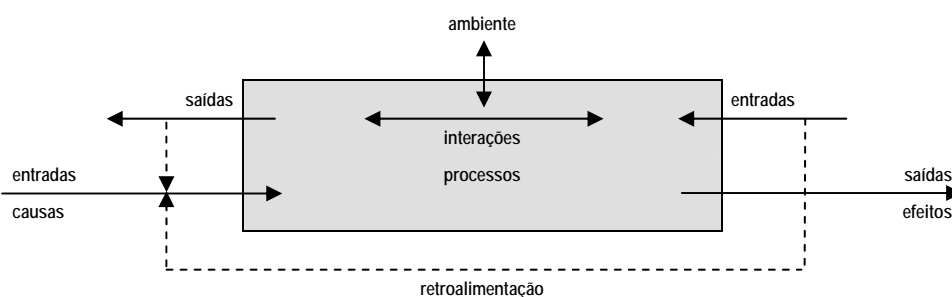 ambiente
saídas
entradas
interações
entradas
processos
saídas
causas
efeitos
retroalimentação